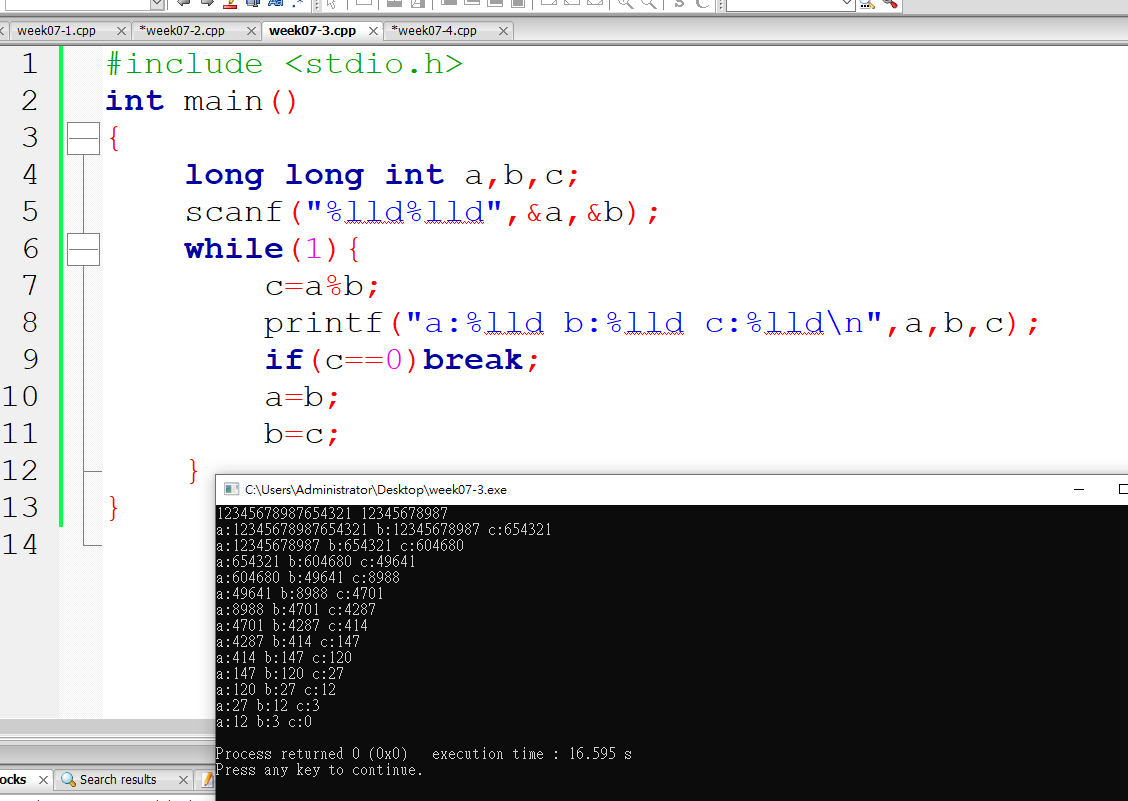 week07-1.cpp *week07-2.cpp week07-3.cpp *week07-4.cpp
1 #include <stdio.h>
2 int main()
3 {
4 long long int a,b,c;
5 scanf("%lld%lld",&a,&b);
6 while(1){
7 c=a%b;
8 printf("a:%lld b:%lld c:%lld\n",a,b,c);
9 if(c==0)break;
10 a=b;
11 b=c;
12 }
13 }
14
C:\Users\Administrator\Desktop\week07-3.exe
12345678987654321 12345678987
a:12345678987654321 b:12345678987 c:654321
a:12345678987 b:654321 c:604680
a:654321 b:604680 c:49641
a:604680 b:49641 c:8988
a:49641 b:8988 c:4701
a:8988 b:4701 c:4287
a:4701 b:4287 c:414
a:4287 b:414 c:147
a:414 b:147 c:120
a:147 b:120 c:27
a:120 b:27 c:12
a:27 b:12 c:3
a:12 b:3 c:0
Process returned 0 (0x0) execution time : 16.595 s
Press any key to continue.
ocks Search results